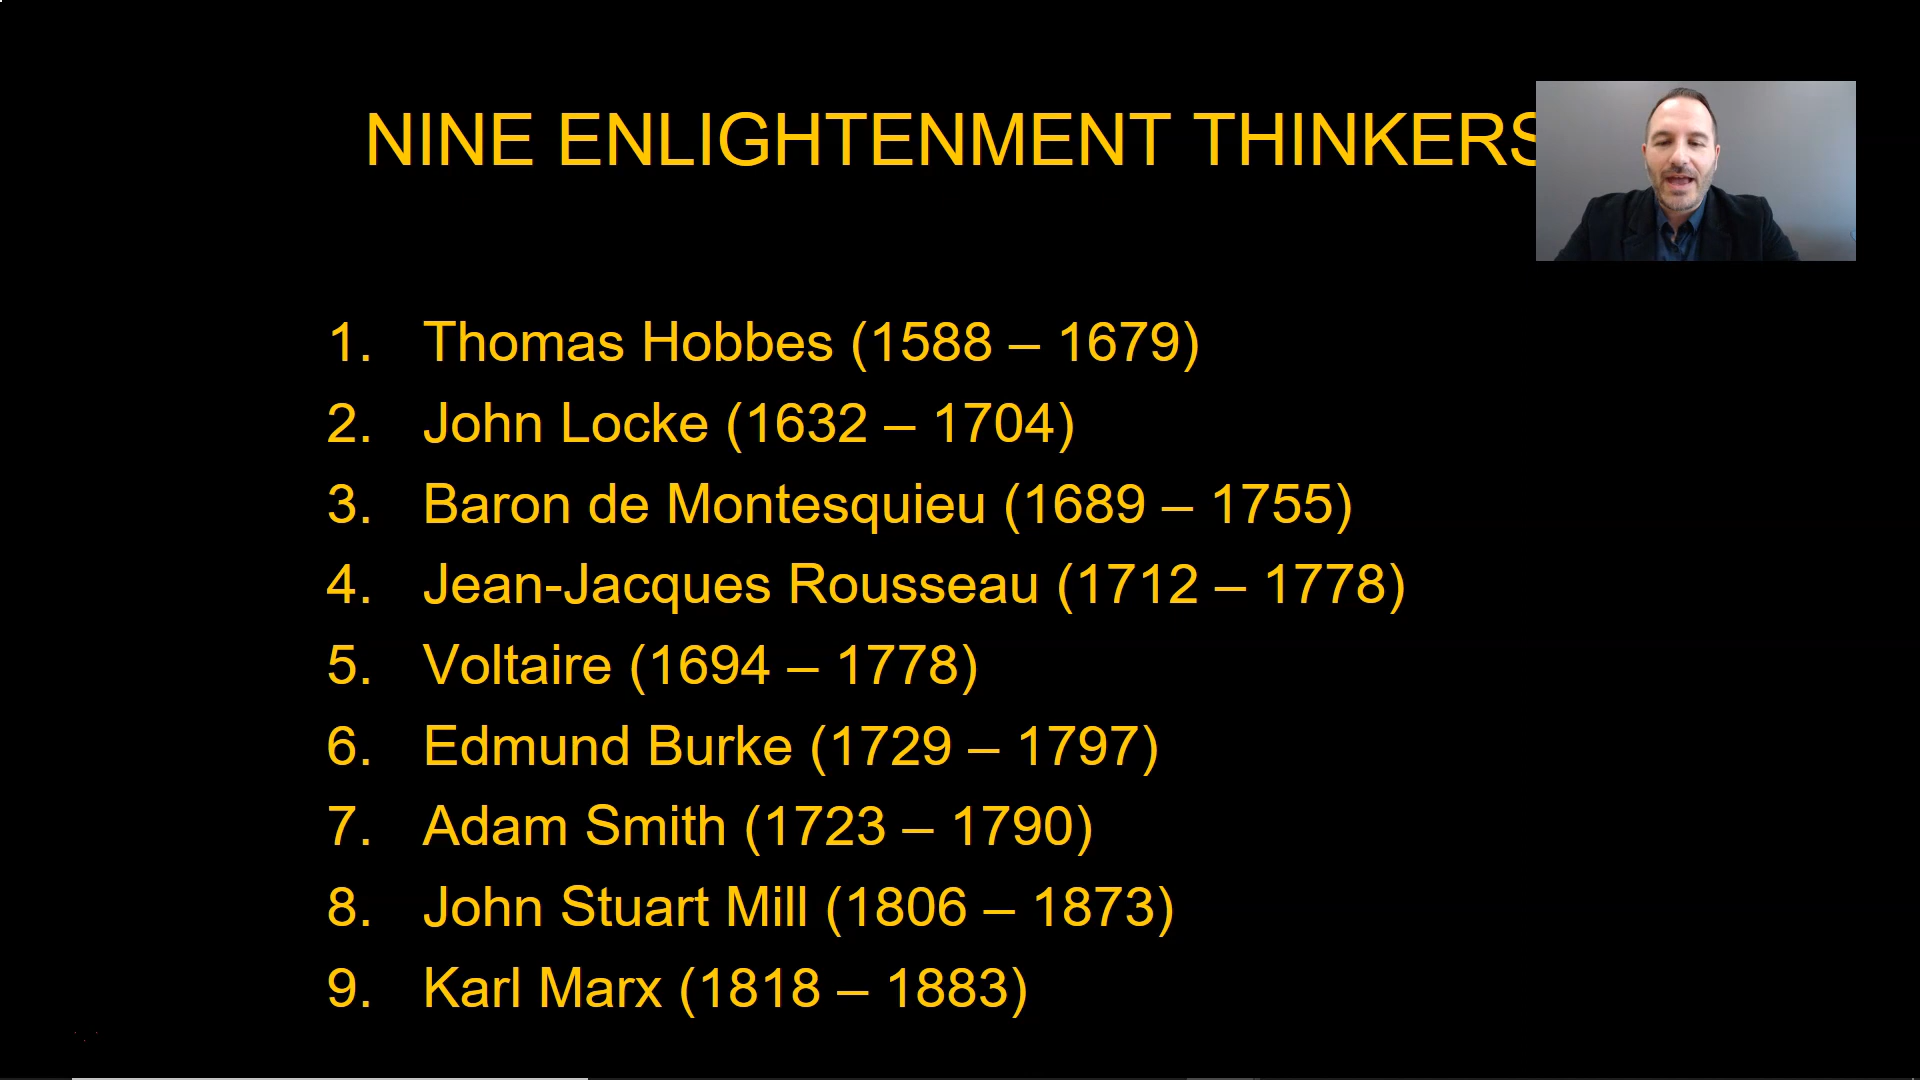 NINE ENLIGHTENMENT THINKERS
1. Thomas Hobbes (1588 – 1679)
2. John Locke (1632 – 1704)
3. Baron de Montesquieu (1689 – 1755)
4. Jean-Jacques Rousseau (1712 – 1778)
5. Voltaire (1694 – 1778)
6. Edmund Burke (1729 – 1797)
7. Adam Smith (1723 – 1790)
8. John Stuart Mill (1806 – 1873)
9. Karl Marx (1818 – 1883)